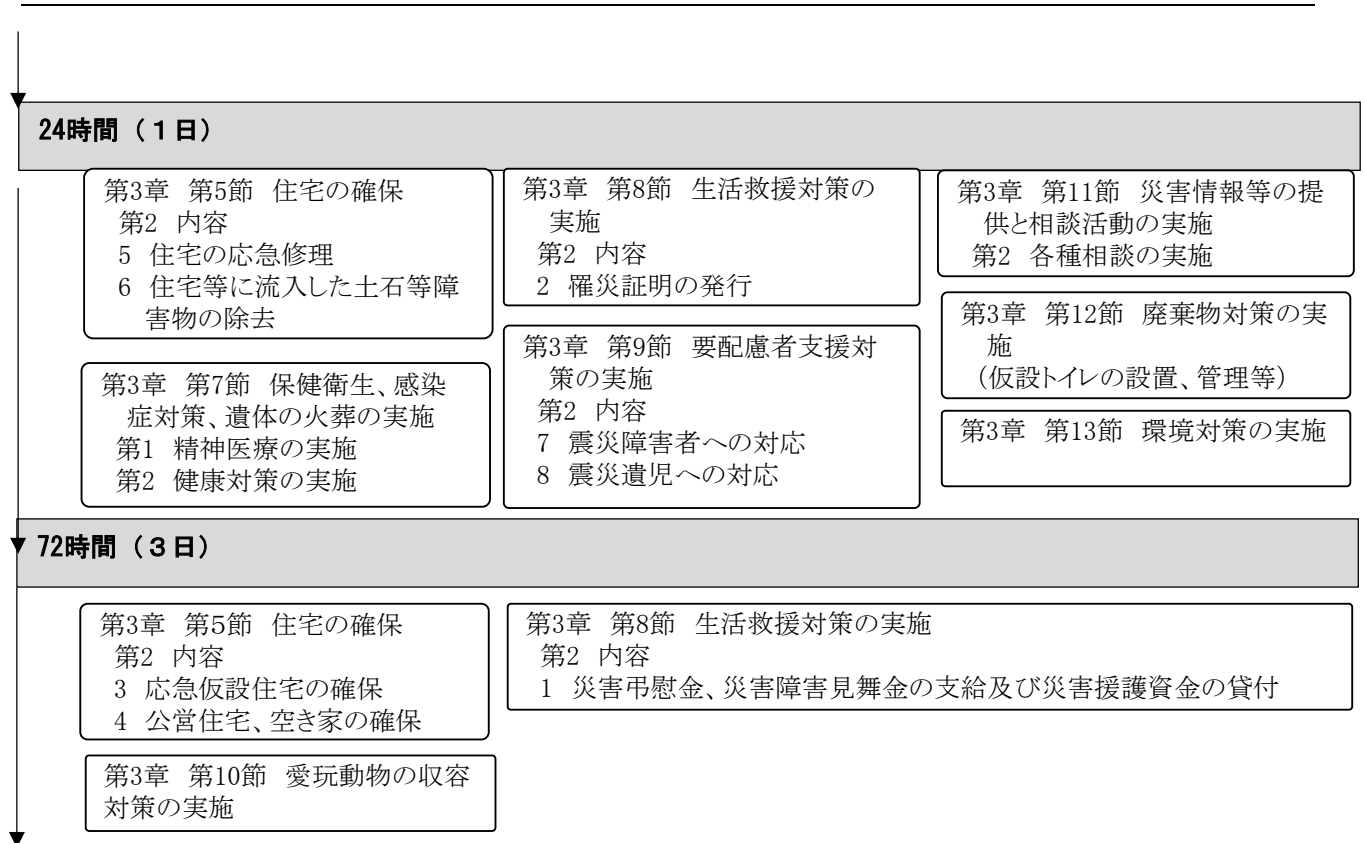 24時間（１日）
第3章 第5節 住宅の確保
第2 内容
5 住宅の応急修理
6 住宅等に流入した土石等障
害物の除去
第3章 第7節 保健衛生、感染
症対策、遺体の火葬の実施
第1 精神医療の実施
第2 健康対策の実施
第3章 第8節 生活救援対策の
実施
第2 内容
2 罹災証明の発行
第3章 第9節 要配慮者支援対
策の実施
第2 内容
7 震災障害者への対応
8 震災遺児への対応
第3章 第11節 災害情報等の提
供と相談活動の実施
第2 各種相談の実施
第3章 第12節 廃棄物対策の実
施
（仮設トイレの設置、管理等）
第3章 第13節 環境対策の実施
72時間（３日）
第3章 第5節 住宅の確保
第2 内容
3 応急仮設住宅の確保
4 公営住宅、空き家の確保
第3章 第10節 愛玩動物の収容
対策の実施
第3章 第8節 生活救援対策の実施
第2 内容
1 災害弔慰金、災害障害見舞金の支給及び災害援護資金の貸付